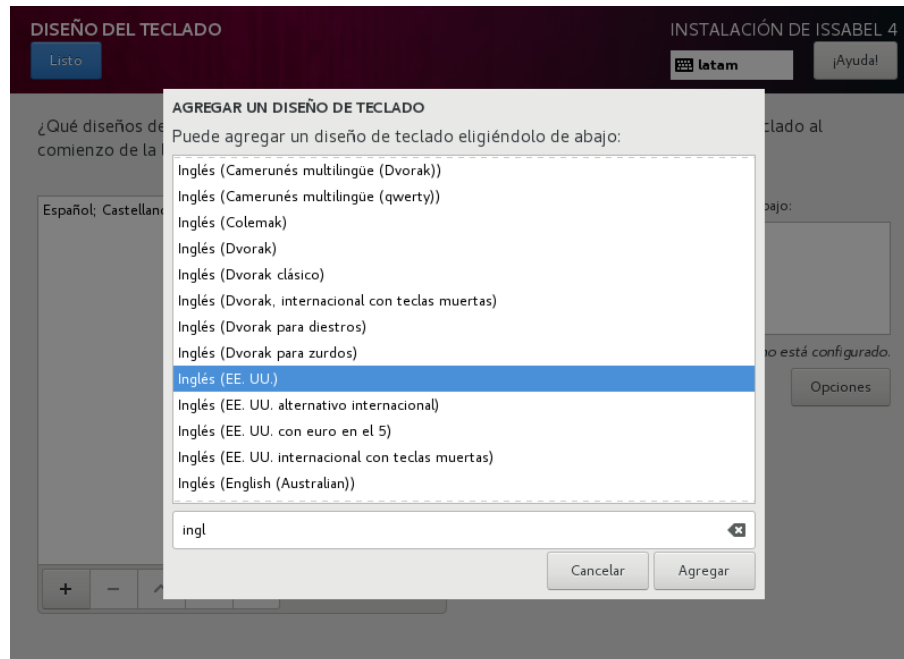 DISEÑO DEL TECLADO
INSTALACIÓN DE ISSABEL 4
Listo
latam
¡Ayuda!
¿Qué diseños de
clado al
comienzo de la
AGREGAR UN DISEÑO DE TECLADO
Puede agregar un diseño de teclado eligiéndolo de abajo:
Español; Castellano
bajo:
Inglés (Camerunés multilingüe (Dvorak))
Inglés (Camerunés multilingüe (qwerty))
Inglés (Colemak)
Inglés (Dvorak)
Inglés (Dvorak clásico)
Inglés (Dvorak, internacional con teclas muertas)
Inglés (Dvorak para diestros)
Inglés (Dvorak para zurdos)
Inglés (EE. UU.)
Inglés (EE. UU. alternativo internacional)
Inglés (EE. UU. con euro en el 5)
Inglés (EE. UU. internacional con teclas muertas)
Inglés (English (Australian))
no está configurado.
Opciones
ingl
Cancelar
Agregar